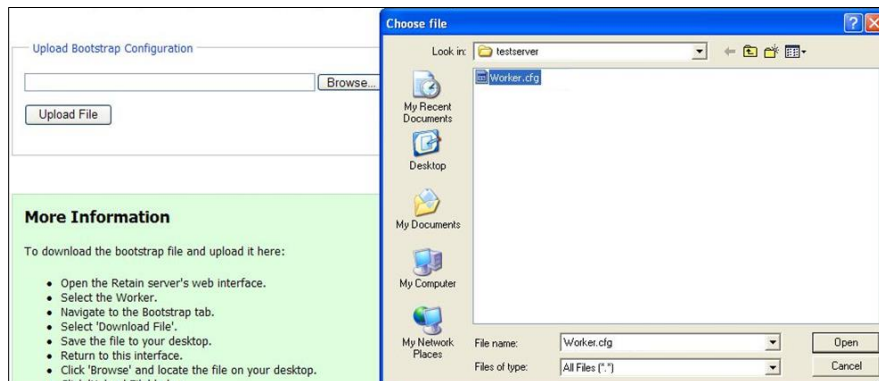 Upload Bootstrap Configuration
Browse...
Upload File
More Information
To download the bootstrap file and upload it here:
Open the Retain server's web interface.
Select the Worker.
Navigate to the Bootstrap tab.
Select 'Download File'.
Save the file to your desktop.
Return to this interface.
Click 'Browse' and locate the file on your desktop.
Choose file
Look in: testserver
Worker.cfg
My Recent
Documents
Desktop
My Documents
My Computer
My Network
Places
File name: Worker.cfg Open
Files of type: All Files (*.*) Cancel